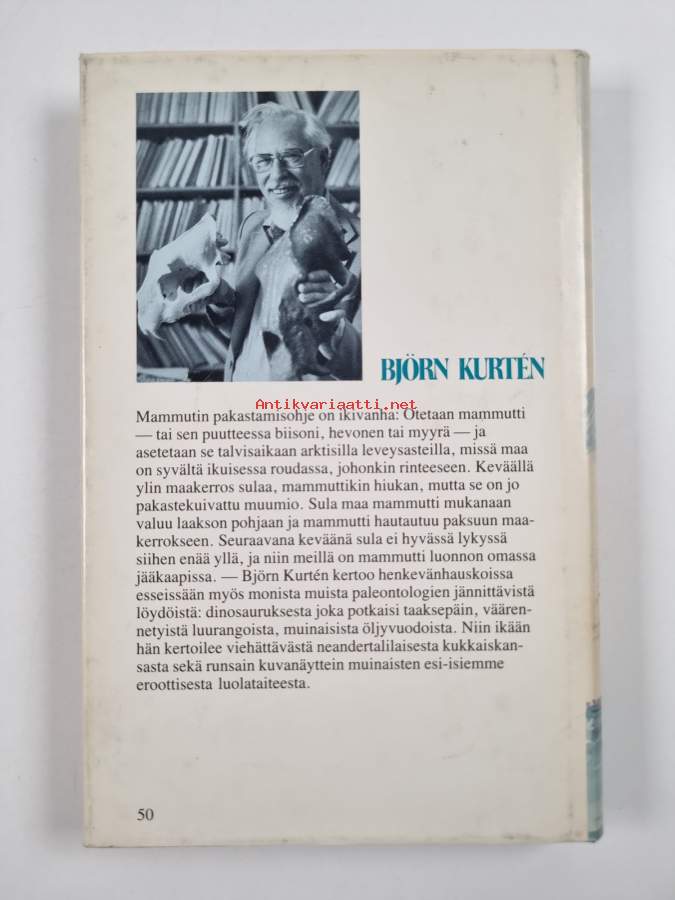 BJÖRN KURTÉN
Antikvariaatti.net
Mammutin pakastamisohje on ikivanha: Otetaan mammutti
— tai sen puutteessa biisoni, hevonen tai myyrä — ja
asetetaan se talvisaikaan arktisilla leveysasteilla, missä maa
on syvältä ikuisessa roudassa, johonkin rinteeseen. Keväällä
ylin maakerros sulaa, mammuttikin hiukan, mutta se on jo
pakastekuivattu muumio. Sula maa mammutti mukanaan
valuu laakson pohjaan ja mammutti hautautuu paksuun maa-
kerrokseen. Seuraavana keväänä sula ei hyvässä lykyssä
siihen enää yllä, ja niin meillä on mammutti luonnon omassa
jääkaapissa. — Björn Kurtén kertoo henkevänhauskoissa
esseissään myös monista muista paleontologien jännittävistä
löydöistä: dinosauruksesta joka potkaisi taaksepäin, väären-
netyistä luurangoista, muinaisista öljyvuodoista. Niin ikään
hän kertoilee viehättävästä neandertalilaisesta kukkaiskan-
sasta sekä runsain kuvanäyttein muinaisten esi-isiemme
eroottisesta luolataiteesta.
50